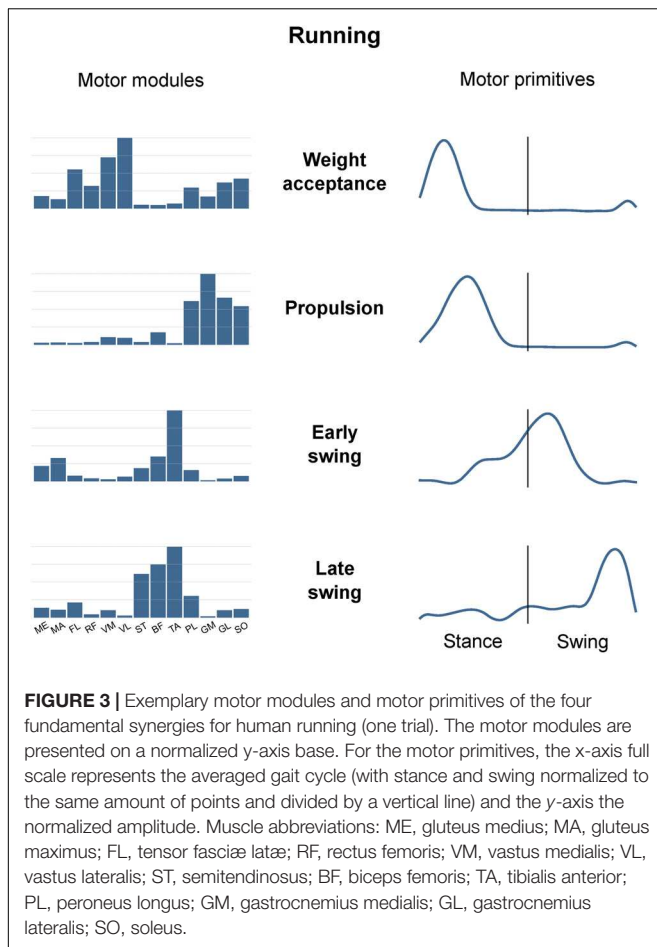 Running
Motor modules
Motor primitives
Weight
acceptance
Propulsion
Early
swing
Late
swing
ME MA FL RF VM VL ST BF TA PL GM GL SO
Stance
Swing
FIGURE 3 | Exemplary motor modules and motor primitives of the four
fundamental synergies for human running (one trial). The motor modules are
presented on a normalized y-axis base. For the motor primitives, the x-axis full
scale represents the averaged gait cycle (with stance and swing normalized to
the same amount of points and divided by a vertical line) and the y-axis the
normalized amplitude. Muscle abbreviations: ME, gluteus medius; MA, gluteus
maximus; FL, tensor fasciæ latæ; RF, rectus femoris; VM, vastus medialis; VL,
vastus lateralis; ST, semitendinosus; BF, biceps femoris; TA, tibialis anterior;
PL, peroneus longus; GM, gastrocnemius medialis; GL, gastrocnemius
lateralis; SO, soleus.